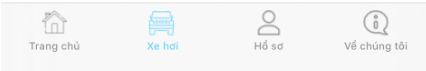 Trang chủ
Xe hơi
Hồ sơ
Về chúng tôi